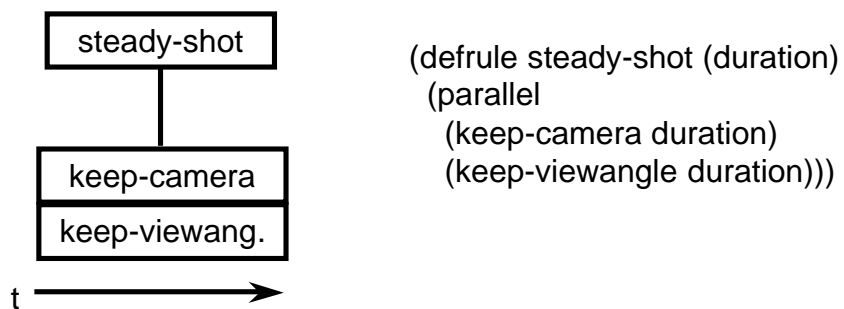 steady-shot
keep-camera
keep-viewang.
t
(defrule steady-shot (duration)
(parallel
(keep-camera duration)
(keep-viewangle duration)))